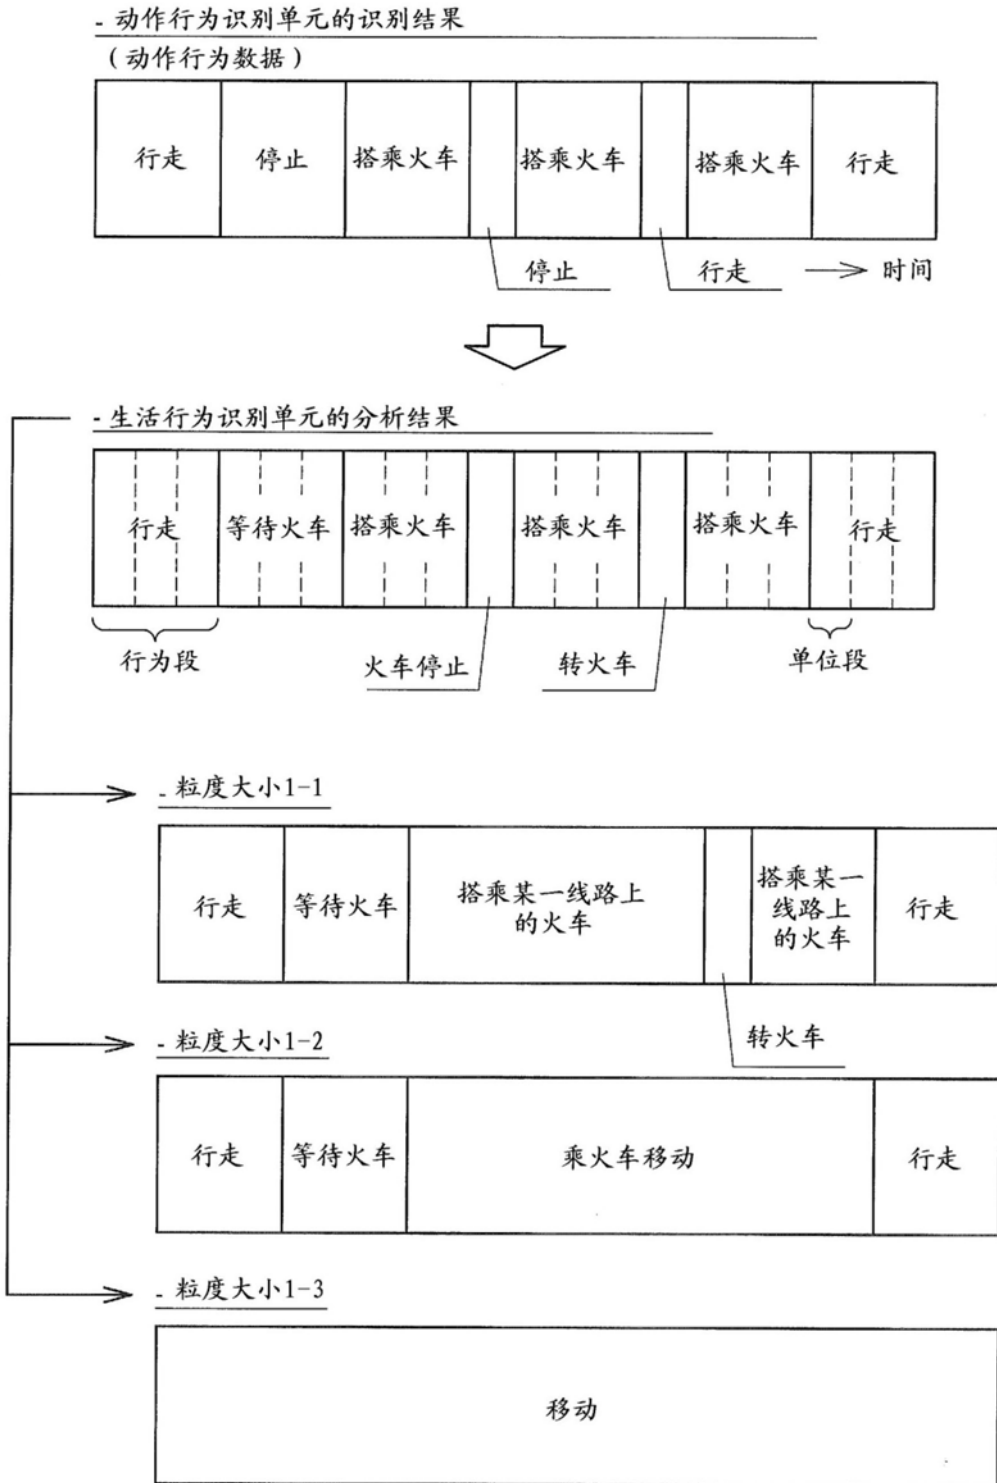 - 动作行为识别单元的识别结果
（动作行为数据）
行走 停止 搭乘火车 搭乘火车 搭乘火车 行走
停止 行走 时间
- 生活行为识别单元的分析结果
行走 等待火车 搭乘火车 搭乘火车 搭乘火车 行走
行为段 火车停止 转火车 单位段
- 粒度大小1-1
行走 等待火车 搭乘某一线路上 搭乘某一 行走
的火车 线路上
的火车
转火车
- 粒度大小1-2
行走 等待火车 乘火车移动 行走
- 粒度大小1-3
移动